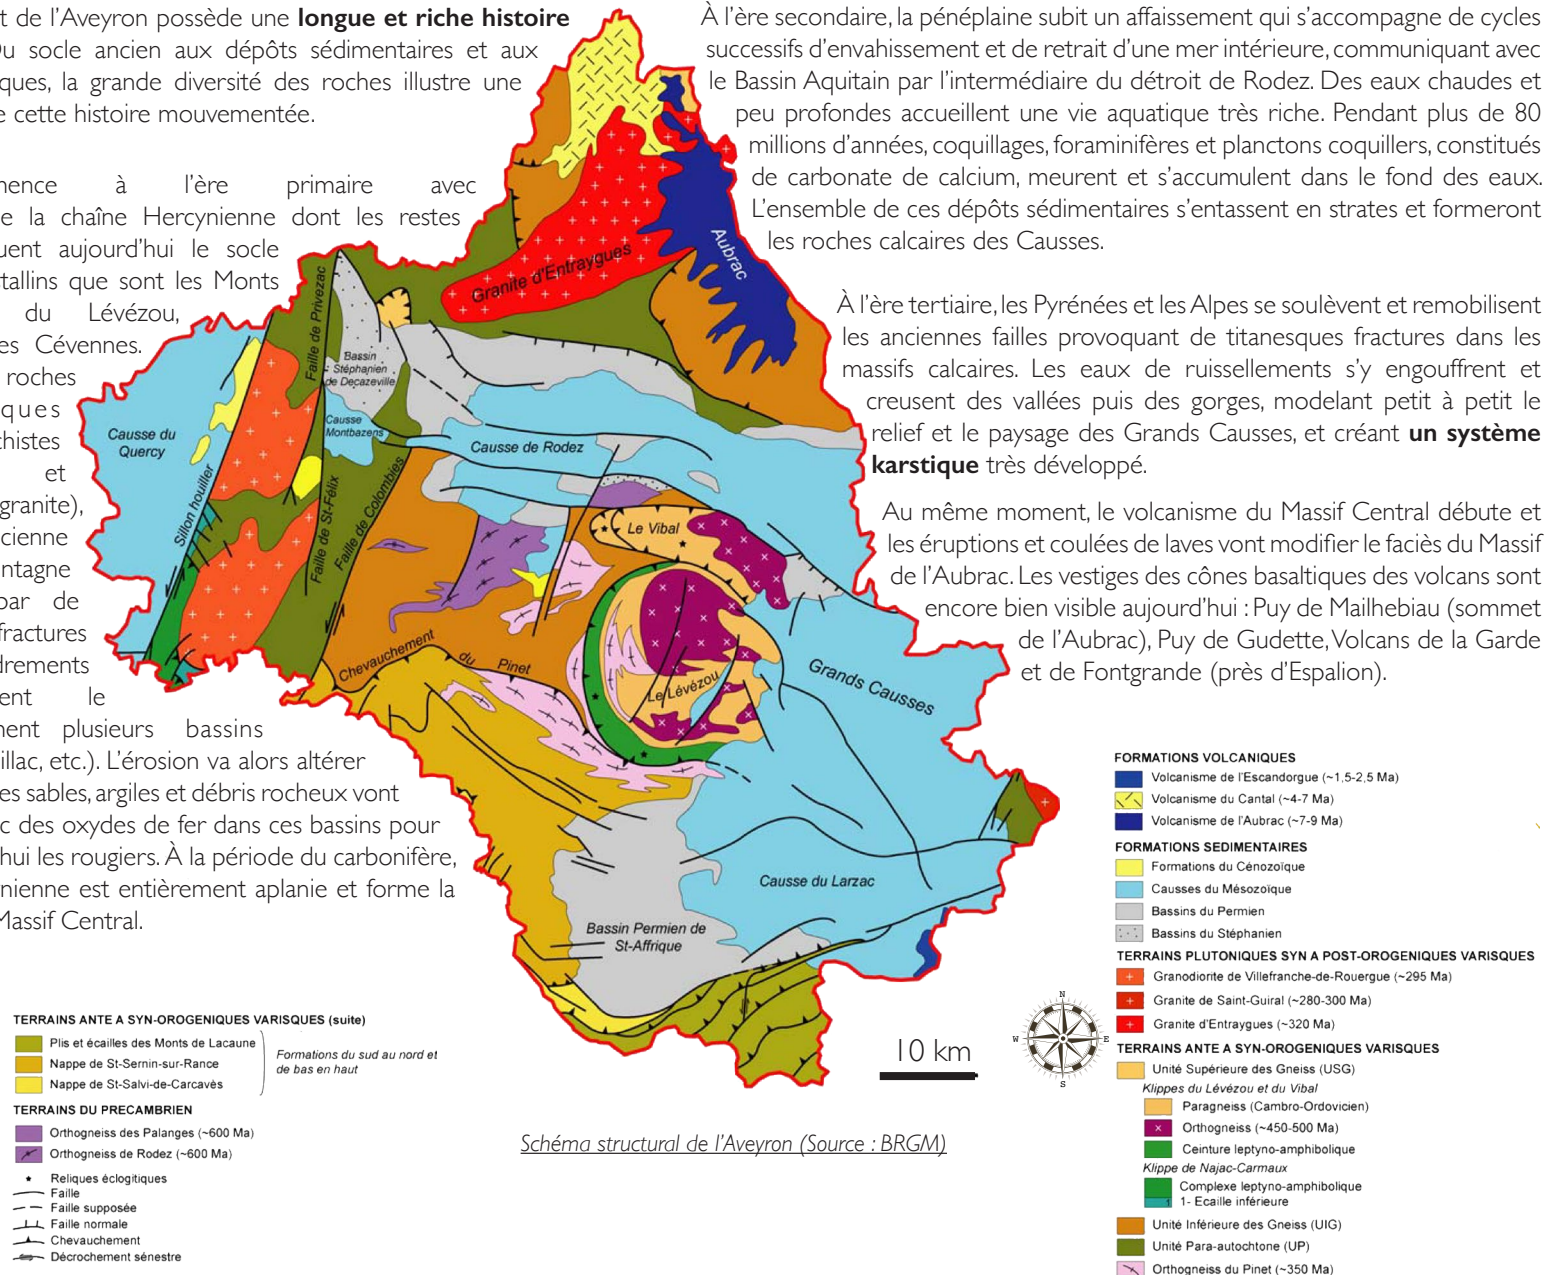 t de l'Aveyron possède une longue et riche histoire
Du socle ancien aux dépôts sédimentaires et aux
ques, la grande diversité des roches illustre une
e cette histoire mouvementée.
nence à l'ère primaire avec
e la chaîne Hercynienne dont les restes
uent aujourd'hui le socle
tallins que sont les Monts
du Lévézou,
es Cévennes.
roches
ques
chistes
et
granite),
cienne
ntagne
par de
fractures
drements
ent le
nent plusieurs bassins
illac, etc.). L'érosion va alors altérer
es sables, argiles et débris rocheux vont
c des oxydes de fer dans ces bassins pour
'hui les rougiers. À la période du carbonifère,
nienne est entièrement aplanie et forme la
Massif Central.
À l'ère secondaire, la pénéplaine subit un affaissement qui s'accompagne de cycles
successifs d'envahissement et de retrait d'une mer intérieure, communiquant avec
le Bassin Aquitain par l'intermédiaire du détroit de Rodez. Des eaux chaudes et
peu profondes accueillent une vie aquatique très riche. Pendant plus de 80
millions d'années, coquillages, foraminifères et planctons coquillers, constitués
de carbonate de calcium, meurent et s'accumulent dans le fond des eaux.
L'ensemble de ces dépôts sédimentaires s'entassent en strates et formeront
les roches calcaires des Causses.
À l'ère tertiaire, les Pyrénées et les Alpes se soulèvent et remobilisent
les anciennes failles provoquant de titanesques fractures dans les
massifs calcaires. Les eaux de ruissellements s'y engouffrent et
creusent des vallées puis des gorges, modelant petit à petit le
relief et le paysage des Grands Causses, et créant un système
karstique très développé.
Au même moment, le volcanisme du Massif Central débute et
les éruptions et coulées de laves vont modifier le faciès du Massif
de l'Aubrac. Les vestiges des cônes basaltiques des volcans sont
encore bien visible aujourd'hui : Puy de Mailhebiau (sommet
de l'Aubrac), Puy de Gudette, Volcans de la Garde
et de Fontgrande (près d'Espalion).
Aubrac
Granite d'Entraygues
Faille de Privezac
Bassin
Stéphanien
de Decazeville
Causse
Montbazens
Causse du
Quercy
Causse de Rodez
Sillon houiller
Faille de St-Félix
Faille de Colombies
Le Vibal
Chevauchement
du
Pinet
Le Lévézou
Grands Causses
Causse du Larzac
Bassin Permien de
St-Affrique
10 km
N
W
E
S
Schéma structural de l'Aveyron (Source : BRGM)
FORMATIONS VOLCANIQUES
Volcanisme de l'Escandorgue (~1,5-2,5 Ma)
Volcanisme du Cantal (~4-7 Ma)
Volcanisme de l'Aubrac (~7-9 Ma)
FORMATIONS SEDIMENTAIRES
Formations du Cénozoïque
Causses du Mésozoïque
Bassins du Permien
Bassins du Stéphanien
TERRAINS PLUTONIQUES SYN A POST-OROGENIQUES VARISQUES
Granodiorite de Villefranche-de-Rouergue (~295 Ma)
Granite de Saint-Guiral (~280-300 Ma)
Granite d'Entraygues (~320 Ma)
TERRAINS ANTE A SYN-OROGENIQUES VARISQUES
Unité Supérieure des Gneiss (USG)
Klippes du Lévézou et du Vibal
Paragneiss (Cambro-Ordovicien)
Orthogneiss (~450-500 Ma)
Ceinture leptyno-amphibolique
Klippe de Najac-Carmaux
Complexe leptyno-amphibolique
1 1- Ecaille inférieure
Unité Inférieure des Gneiss (UIG)
Unité Para-autochtone (UP)
Orthogneiss du Pinet (~350 Ma)
TERRAINS ANTE A SYN-OROGENIQUES VARISQUES (suite)
Plis et écailles des Monts de Lacaune
Nappe de St-Sernin-sur-Rance
Nappe de St-Salvi-de-Carcavès
Formations du sud au nord et
de bas en haut
TERRAINS DU PRECAMBRIEN
Orthogneiss des Palanges (~600 Ma)
Orthogneiss de Rodez (~600 Ma)
Reliques éclogitiques
Faille
Faille supposée
Faille normale
Chevauchement
Décrochement sénestre